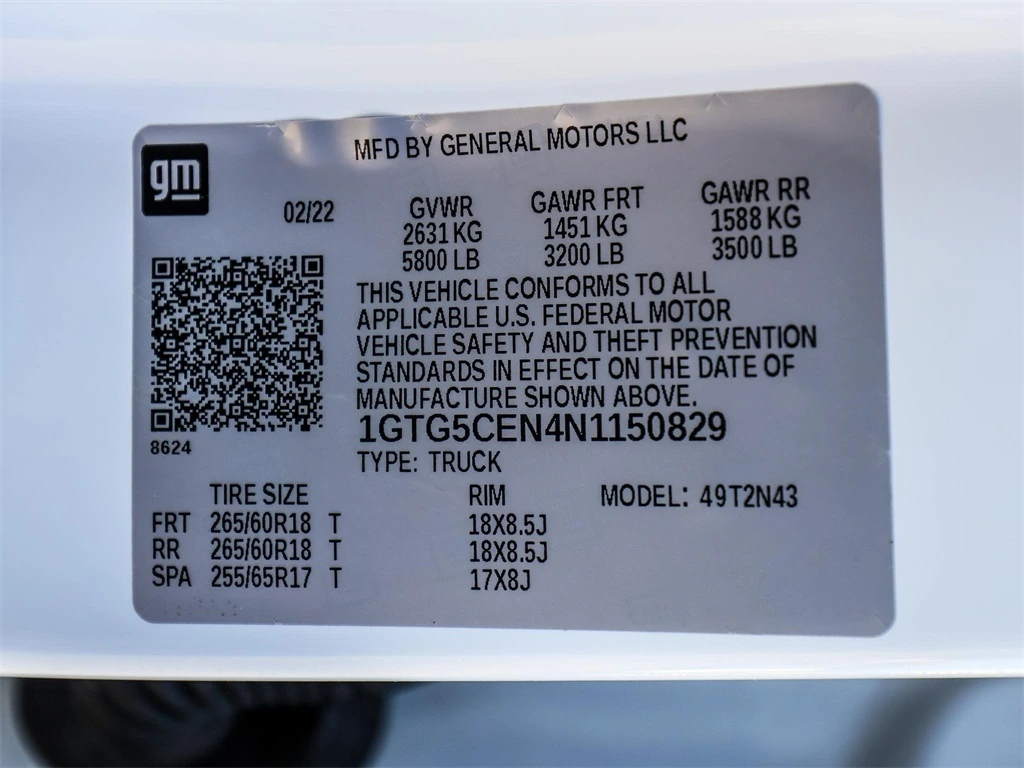 MFD BY GENERAL MOTORS LLC
gm
02/22
GVWR GAWR FRT GAWR RR
2631 KG 1451 KG 1588 KG
5800 LB 3200 LB 3500 LB
THIS VEHICLE CONFORMS TO ALL
APPLICABLE U.S. FEDERAL MOTOR
VEHICLE SAFETY AND THEFT PREVENTION
STANDARDS IN EFFECT ON THE DATE OF
MANUFACTURE SHOWN ABOVE.
1GTG5CEN4N1150829
8624
TYPE: TRUCK
TIRE SIZE RIM MODEL: 49T2N43
FRT 265/60R18 T 18X8.5J
RR 265/60R18 T 18X8.5J
SPA 255/65R17 T 17X8J